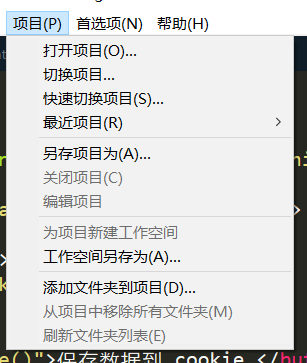 项目(P) 首选项(N) 帮助(H)
打开项目(O)...
切换项目...
快速切换项目(S)...
最近项目(R)
另存项目为(A)...
关闭项目(C)
编辑项目
为项目新建工作空间
工作空间另存为(A)...
添加文件夹到项目(D)...
从项目中移除所有文件夹(M)
刷新文件夹列表(E)
e()">保存数据到 cookie </bu